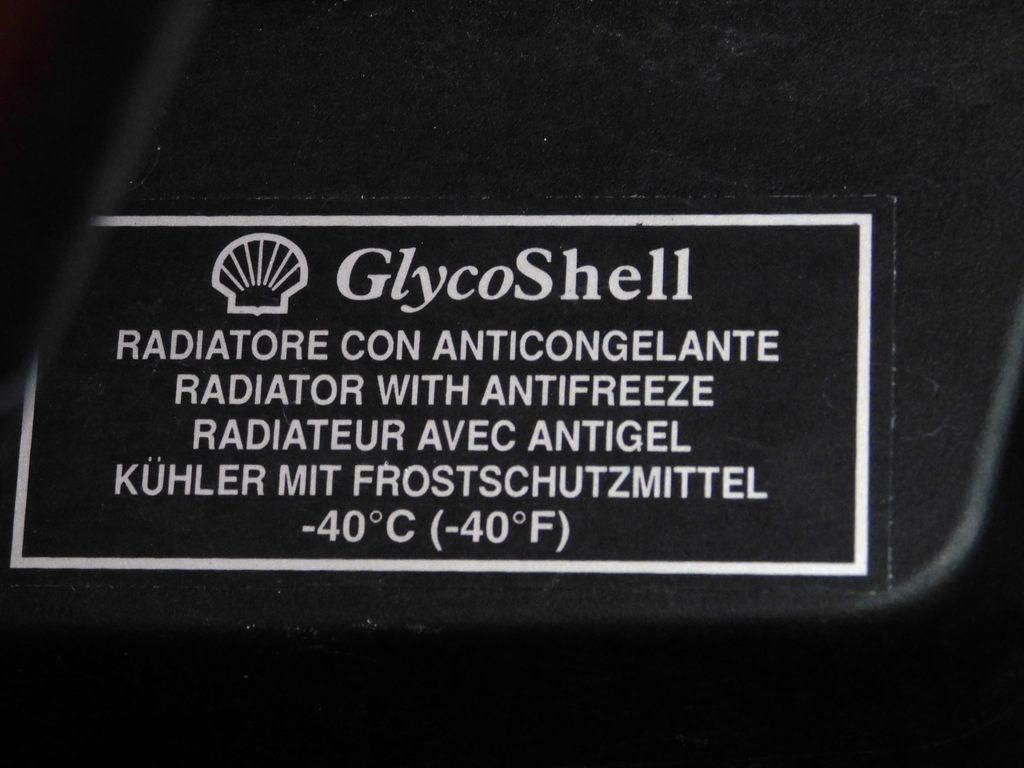 GlycoShell
RADIATORE CON ANTICONGELANTE
RADIATOR WITH ANTIFREEZE
RADIATEUR AVEC ANTIGEL
KÜHLER MIT FROSTSCHUTZMITTEL
-40°C (-40°F)